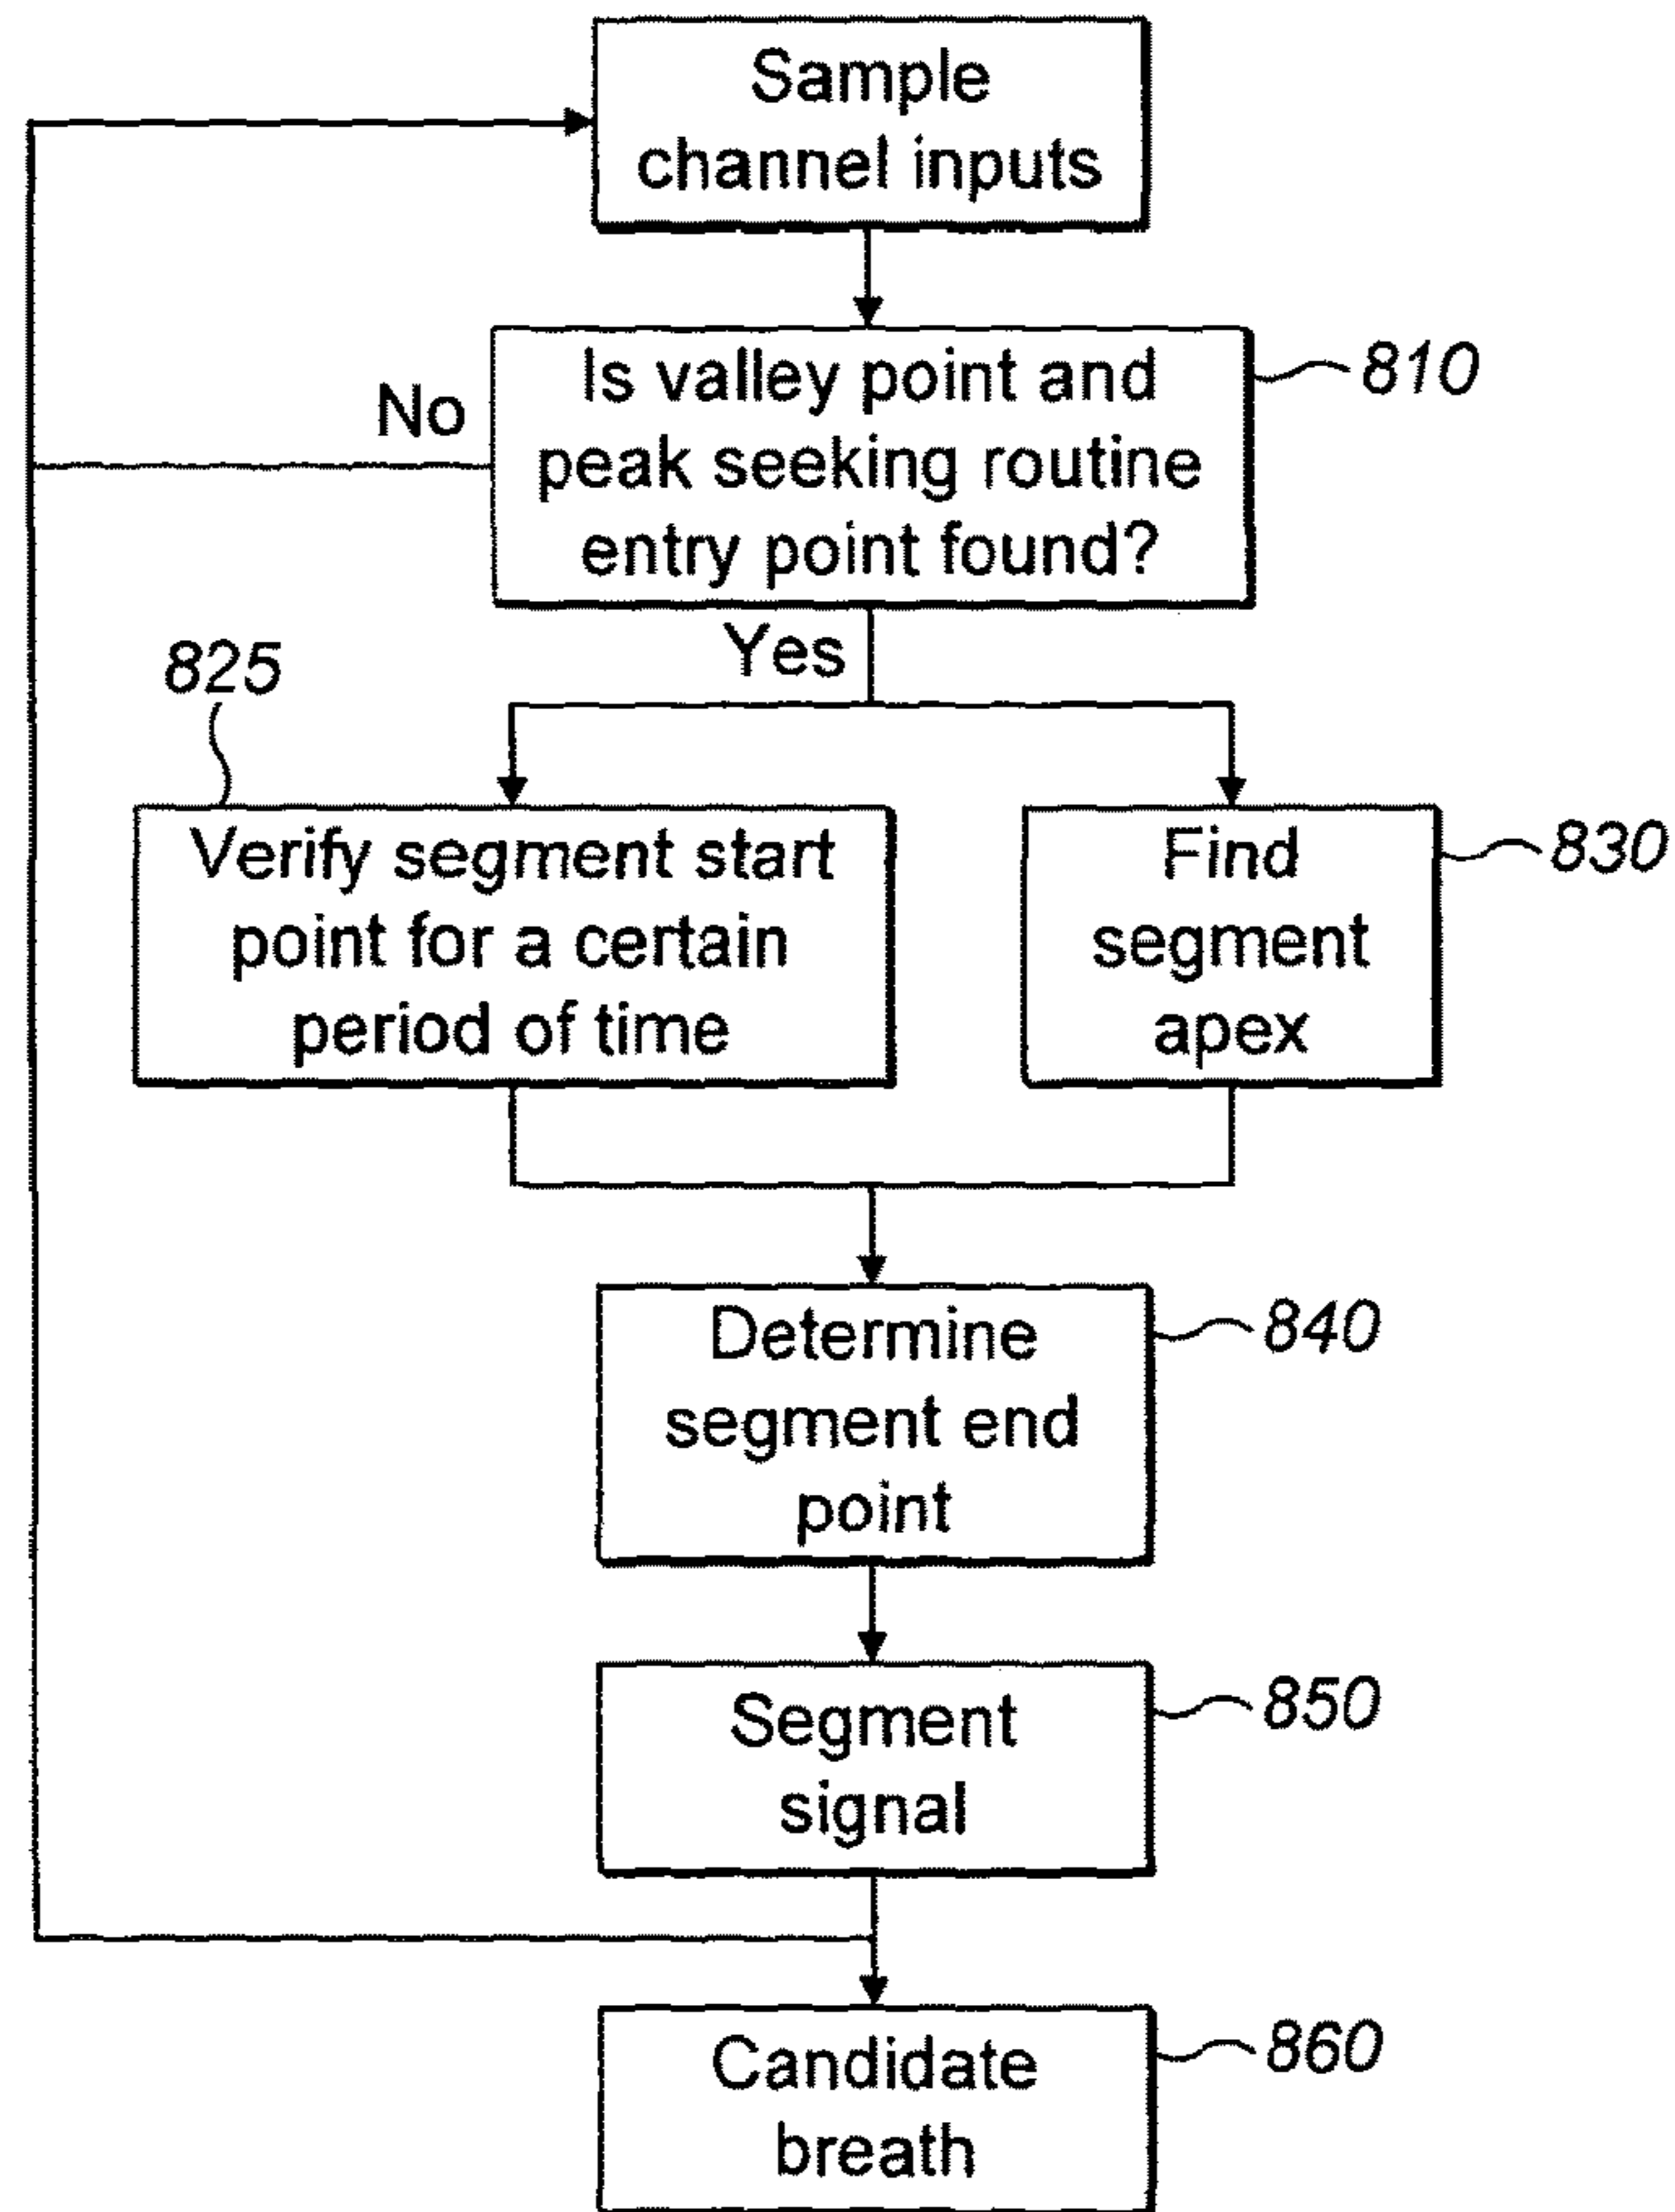 Sample
channel inputs
Is valley point and
peak seeking routine
entry point found?
810
No
Yes
825
Verify segment start
point for a certain
period of time
Find
segment
apex
830
Determine
segment end
point
840
Segment
signal
850
Candidate
breath
860